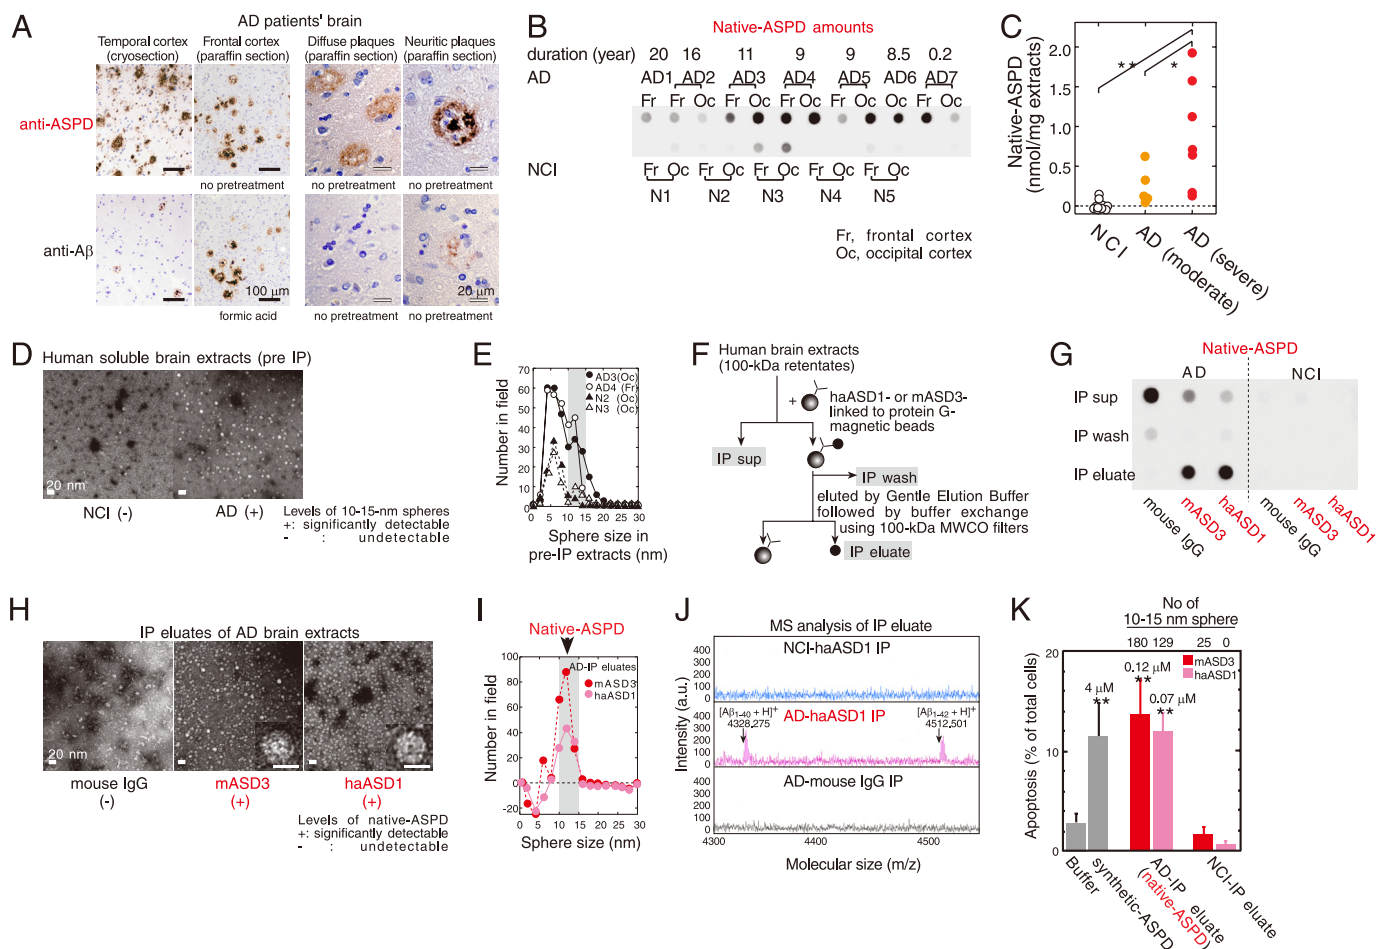 A
AD patients' brain
Temporal cortex (cryosection)
Frontal cortex (paraffin section)
Diffuse plaques (paraffin section)
Neuritic plaques (paraffin section)
anti-ASPD
no pretreatment
no pretreatment
no pretreatment
anti-Aβ
100 μm
20 μm
formic acid
no pretreatment
no pretreatment
B
Native-ASPD amounts
duration (year) 20 16 11 9 9 8.5 0.2
AD AD1 AD2 AD3 AD4 AD5 AD6 AD7
Fr Fr Oc Fr Oc Fr Oc Fr Oc Oc Fr Oc
NCI Fr Oc Fr Oc Fr Oc Fr Oc Fr Oc
N1 N2 N3 N4 N5
Fr, frontal cortex
Oc, occipital cortex
C
Native-ASPD
(nmol/mg extracts)
2.0
1.5
1.0
0.5
0
**
*
NCI
AD (moderate)
AD (severe)
D
Human soluble brain extracts (pre IP)
20 nm
NCI (-)
AD (+)
Levels of 10-15-nm spheres
+: significantly detectable
- : undetectable
E
Number in field
70
60
50
40
30
20
10
0
AD3(Oc)
AD4 (Fr)
N2 (Oc)
N3 (Oc)
0 5 10 15 20 25 30
Sphere size in
pre-IP extracts (nm)
F
Human brain extracts
(100-kDa retentates)
+
haASD1- or mASD3-
linked to protein G-
magnetic beads
IP sup
IP wash
eluted by Gentle Elution Buffer
followed by buffer exchange
using 100-kDa MWCO filters
IP eluate
G
Native-ASPD
AD NCI
IP sup
IP wash
IP eluate
mouse IgG
mASD3
haASD1
mouse IgG
mASD3
haASD1
H
IP eluates of AD brain extracts
20 nm
mouse IgG
(-)
mASD3
(+)
haASD1
(+)
Levels of native-ASPD
+: significantly detectable
- : undetectable
I
Native-ASPD
Number in field
100
80
60
40
20
0
-20
AD-IP eluates
mASD3
haASD1
0 5 10 15 20 25 30
Sphere size (nm)
J
MS analysis of IP eluate
Intensity (a.u.)
400
300
200
100
0
NCI-haASD1 IP
400
300
200
100
0
AD-haASD1 IP
[Aβ1-40 + H]+
4328.275
[Aβ1-42 + H]+
4512.501
400
300
200
100
0
AD-mouse IgG IP
4300 4400 4500
Molecular size (m/z)
K
No of
10-15 nm sphere
180 129 25 0
Apoptosis (% of total cells)
20
10
0
mASD3
haASD1
4 μM
**
0.12 μM
**
0.07 μM
**
Buffer
synthetic-ASPD
AD-IP eluate
(native-ASPD)
NCI-IP eluate